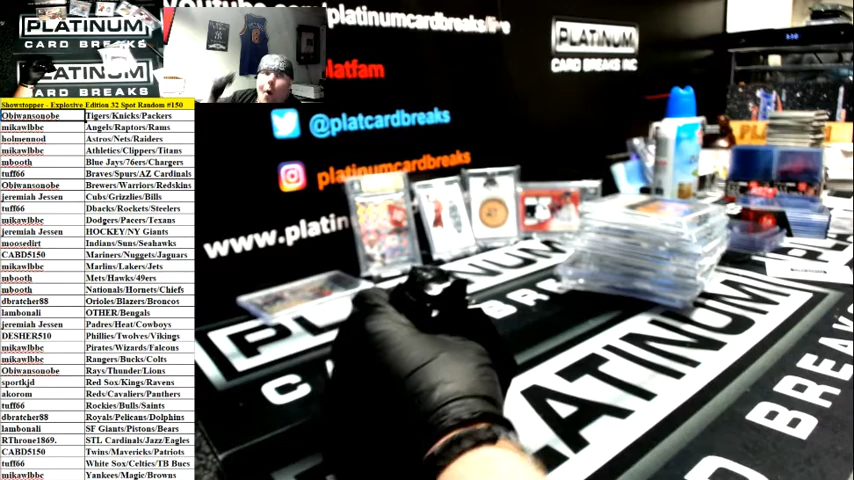 PLATINUM
CARD BREAKS
PLATINUM
CARD BREAKS
youtube.com/platinumcardbreaks/live
platfam
@platcardbreaks
platinumcardbreaks
www.platin
PLATINUM
CARD BREAKS INC
Showstopper - Explosive Edition 32 Spot Random #150
Obiwansonobe Tigers/Knicks/Packers
mikawlbbc Angels/Raptors/Rams
holmennod Astros/Nets/Raiders
mikawlbbc Athletics/Clippers/Titans
mbooth Blue Jays/76ers/Chargers
tuff66 Braves/Spurs/AZ Cardinals
Obiwansonobe Brewers/Warriors/Redskins
jeremiah Jessen Cubs/Grizzlies/Bills
tuff66 Dbacks/Rockets/Steelers
mikawlbbc Dodgers/Pacers/Texans
jeremiah Jessen HOCKEY/NY Giants
moosedirt Indians/Suns/Seahawks
CABD5150 Mariners/Nuggets/Jaguars
mikawlbbc Marlins/Lakers/Jets
mbooth Mets/Hawks/49ers
mbooth Nationals/Hornets/Chiefs
dbratcher88 Orioles/Blazers/Broncos
lambonali OTHER/Bengals
jeremiah Jessen Padres/Heat/Cowboys
DESHER510 Phillies/Twolves/Vikings
mikawlbbc Pirates/Wizards/Falcons
mikawlbbc Rangers/Bucks/Colts
Obiwansonobe Rays/Thunder/Lions
sportkjd Red Sox/Kings/Ravens
akorom Reds/Cavaliers/Panthers
tuff66 Rockies/Bulls/Saints
dbratcher88 Royals/Pelicans/Dolphins
lambonali SF Giants/Pistons/Bears
RThrone1869. STL Cardinals/Jazz/Eagles
CABD5150 Twins/Mavericks/Patriots
tuff66 White Sox/Celtics/TB Bucs
mikawlbbc Yankees/Magic/Browns
PLATINUM
CARD BREA
PLATINUM
CARD BREAKS